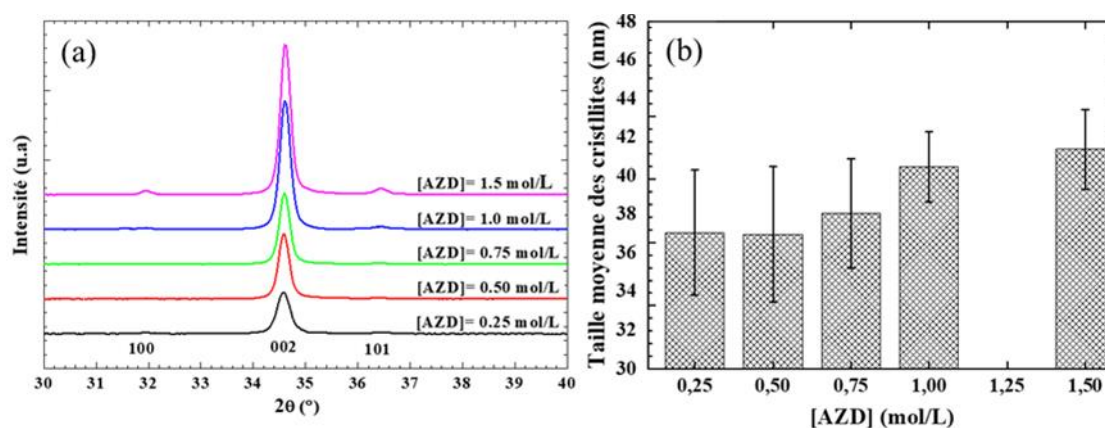 (a)
Intensité (u.a)
[AZD]= 1.5 mol/L
[AZD]= 1.0 mol/L
[AZD]= 0.75 mol/L
[AZD]= 0.50 mol/L
[AZD]= 0.25 mol/L
100 002 101
30 31 32 33 34 35 36 37 38 39 40
2θ (°)
(b)
Taille moyenne des cristllites (nm)
48
46
44
42
40
38
36
34
32
30
0,25 0,50 0,75 1,00 1,25 1,50
[AZD] (mol/L)